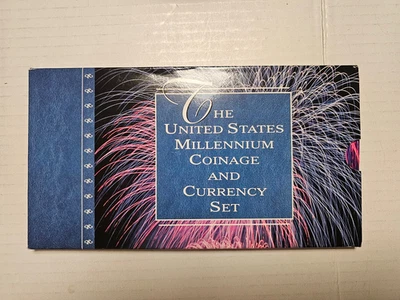 THE
UNITED STATES
MILLENNIUM
COINAGE
AND
CURRENCY
SET